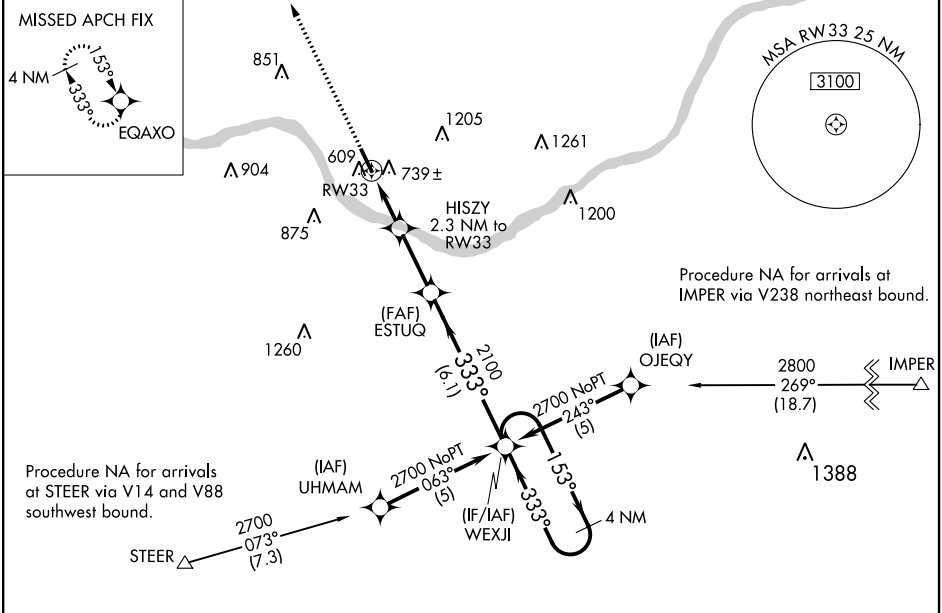 MISSED APCH FIX
4 NM
153°
333°
EQAXO
851
1205
1261
904
609
RW33
739 ±
875
1200
HISZY
2.3 NM to
RW33
MSA RW33 25 NM
3100
Procedure NA for arrivals at
IMPER via V238 northeast bound.
(FAF)
ESTUQ
1260
2100
333°
(6.1)
(IAF)
OJEQY
2800
269°
(18.7)
IMPER
2700 NoPT
243°
(5)
1388
Procedure NA for arrivals
at STEER via V14 and V88
southwest bound.
(IAF)
UHMAM
2700 NoPT
063°
(5)
153°
333°
4 NM
(IF/IAF)
WEXJI
2700
073°
(7.3)
STEER